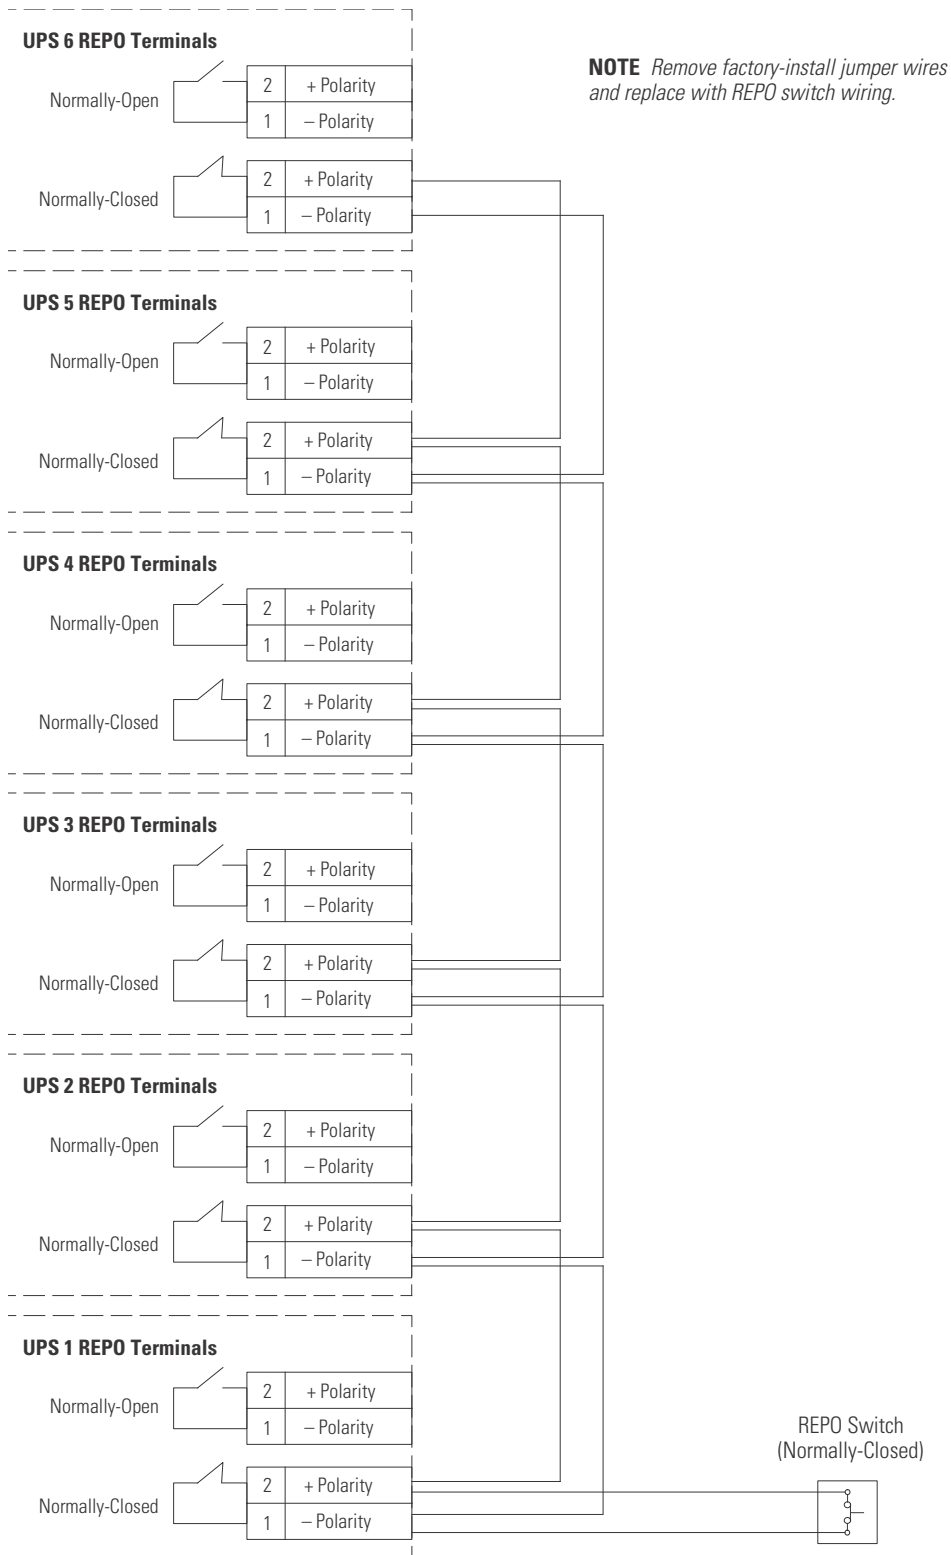 UPS 6 REPO Terminals
NOTE Remove factory-install jumper wires
and replace with REPO switch wiring.
Normally-Open
2 + Polarity
1 – Polarity
Normally-Closed
2 + Polarity
1 – Polarity
UPS 5 REPO Terminals
Normally-Open
2 + Polarity
1 – Polarity
Normally-Closed
2 + Polarity
1 – Polarity
UPS 4 REPO Terminals
Normally-Open
2 + Polarity
1 – Polarity
Normally-Closed
2 + Polarity
1 – Polarity
UPS 3 REPO Terminals
Normally-Open
2 + Polarity
1 – Polarity
Normally-Closed
2 + Polarity
1 – Polarity
UPS 2 REPO Terminals
Normally-Open
2 + Polarity
1 – Polarity
Normally-Closed
2 + Polarity
1 – Polarity
UPS 1 REPO Terminals
Normally-Open
2 + Polarity
1 – Polarity
Normally-Closed
2 + Polarity
1 – Polarity
REPO Switch
(Normally-Closed)